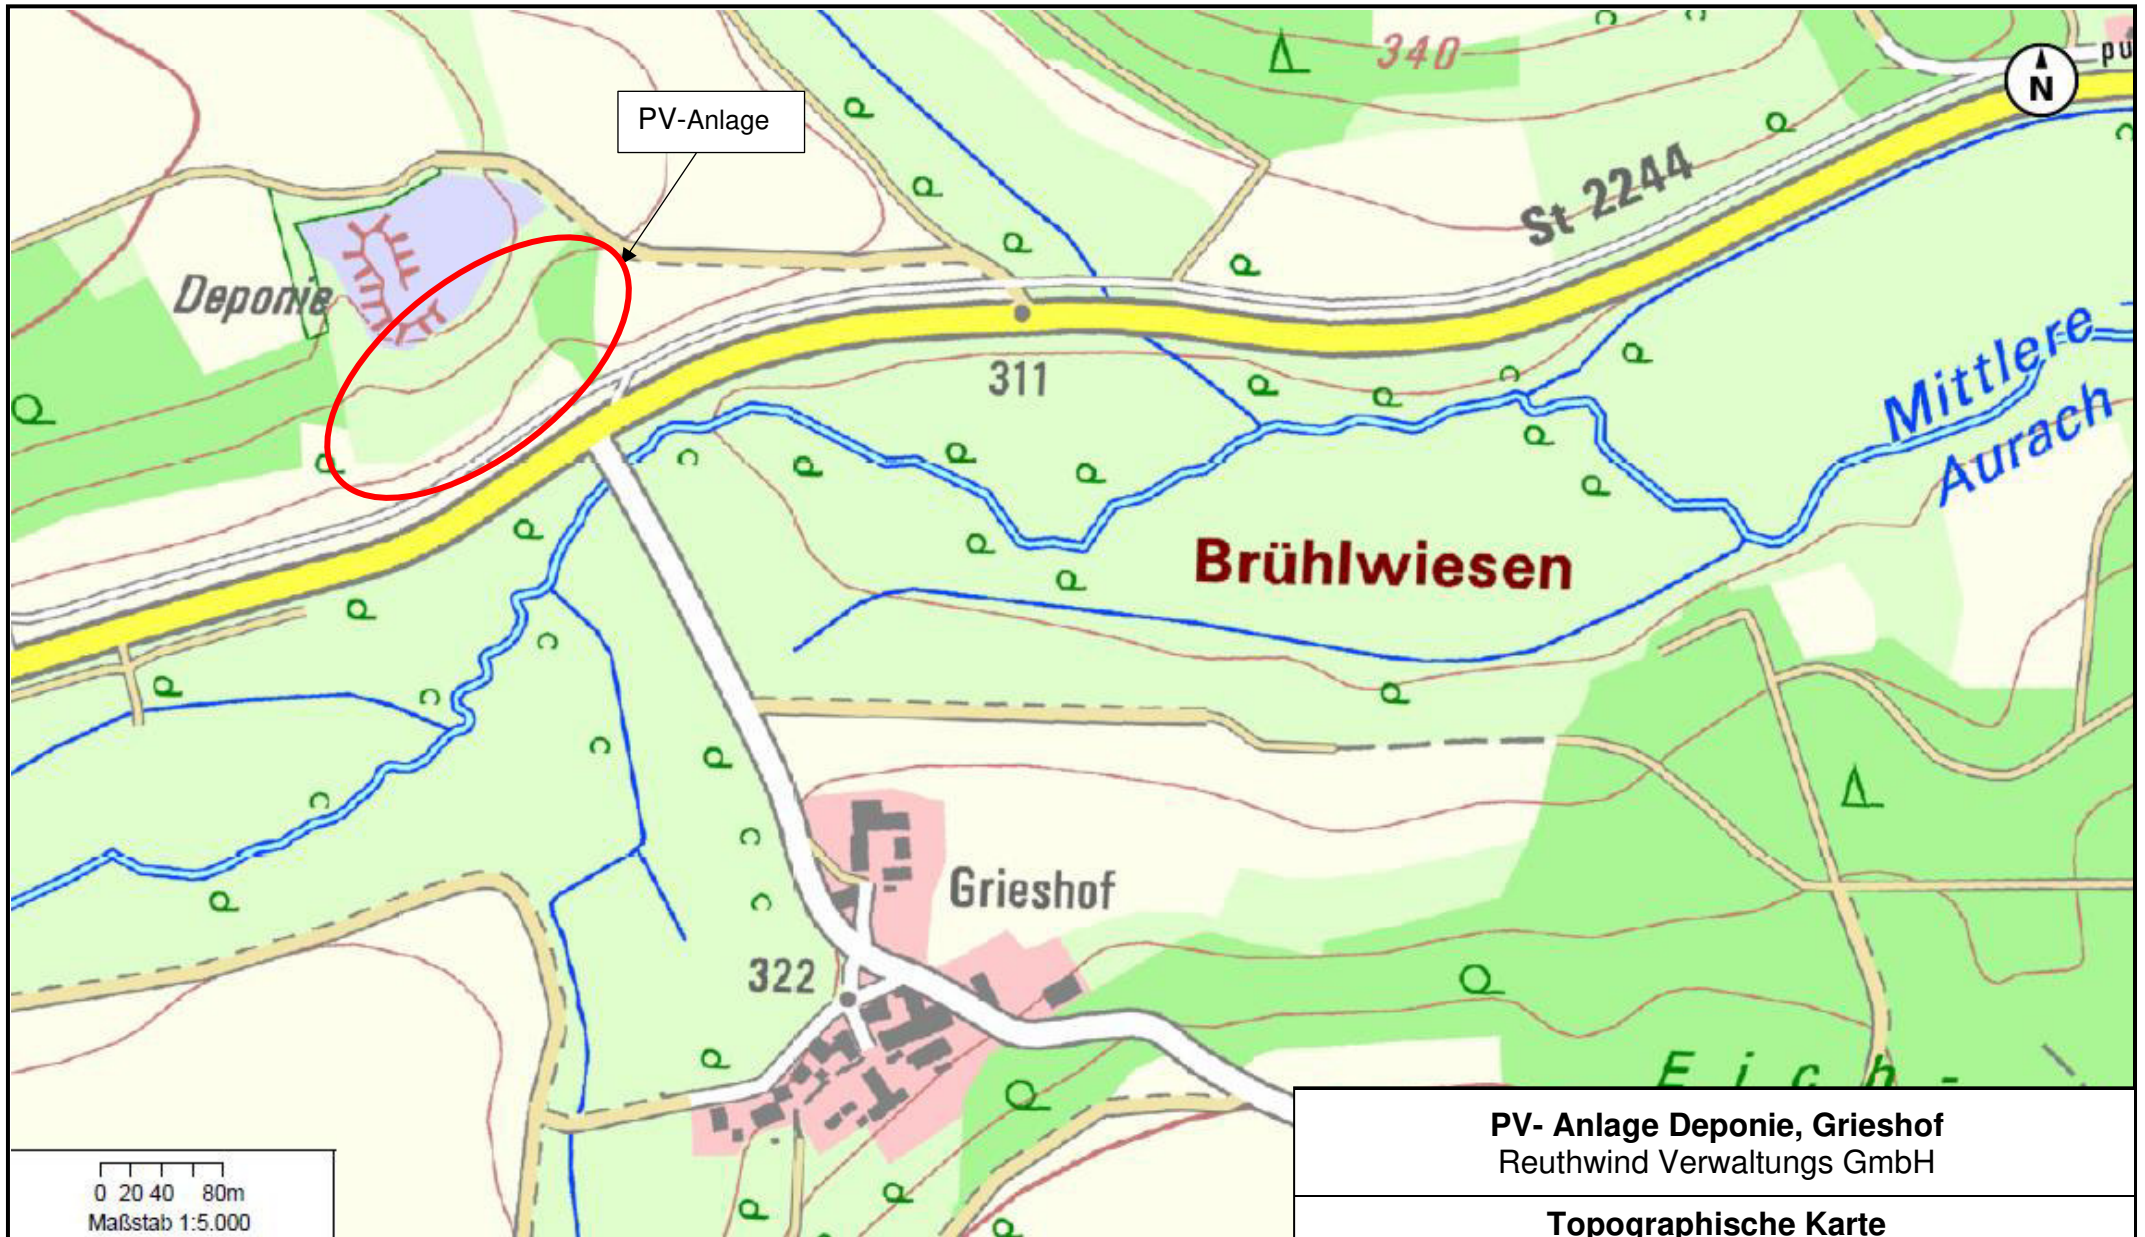 340
pu
N
PV-Anlage
St 2244
Deponie
311
Mittlere
Aurach
Brühlwiesen
Grieshof
322
E i c h -
PV- Anlage Deponie, Grieshof
Reuthwind Verwaltungs GmbH
0 20 40 80m
Maßstab 1:5.000
Topographische Karte